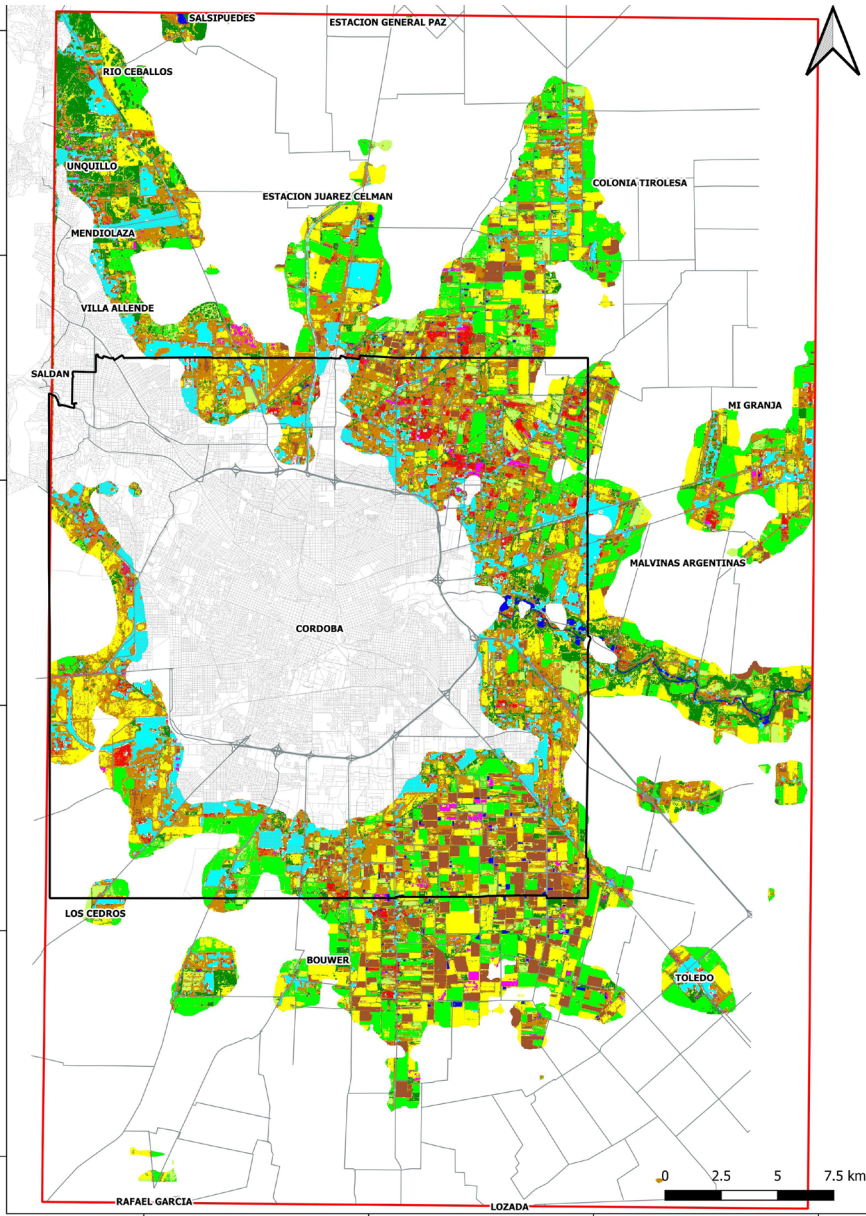 SALSIPUEDES
ESTACION GENERAL PAZ
RIO CEBALLOS
UNQUILLO
COLONIA TIROLESA
ESTACION JUAREZ CELMAN
MENDIOLAZA
VILLA ALLENDE
SALDAN
MI GRANJA
MALVINAS ARGENTINAS
CORDOBA
LOS CEDROS
BOUWER
TOLEDO
0 2.5 5 7.5 km
RAFAEL GARCIA
LOZADA